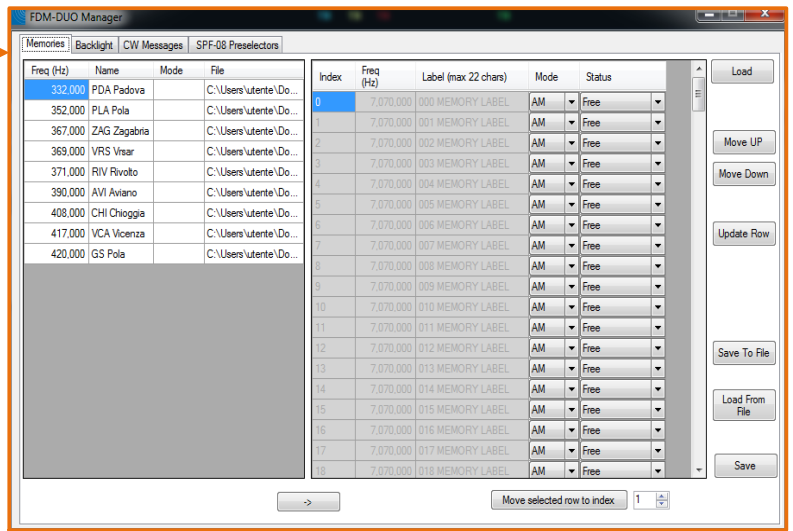 FDM-DUO Manager
Memories Backlight CW Messages SPF-08 Preselectors
Freq (Hz) Name Mode File
332,000 PDA Padova C:\Users\utente\Do...
352,000 PLA Pola C:\Users\utente\Do...
367,000 ZAG Zagabria C:\Users\utente\Do...
369,000 VRS Vrsar C:\Users\utente\Do...
371,000 RIV Rivolto C:\Users\utente\Do...
390,000 AVI Aviano C:\Users\utente\Do...
408,000 CHI Chioggia C:\Users\utente\Do...
417,000 VCA Vicenza C:\Users\utente\Do...
420,000 GS Pola C:\Users\utente\Do...
Index Freq (Hz) Label (max 22 chars) Mode Status
0 7,070,000 000 MEMORY LABEL AM Free
1 7,070,000 001 MEMORY LABEL AM Free
2 7,070,000 002 MEMORY LABEL AM Free
3 7,070,000 003 MEMORY LABEL AM Free
4 7,070,000 004 MEMORY LABEL AM Free
5 7,070,000 005 MEMORY LABEL AM Free
6 7,070,000 006 MEMORY LABEL AM Free
7 7,070,000 007 MEMORY LABEL AM Free
8 7,070,000 008 MEMORY LABEL AM Free
9 7,070,000 009 MEMORY LABEL AM Free
10 7,070,000 010 MEMORY LABEL AM Free
11 7,070,000 011 MEMORY LABEL AM Free
12 7,070,000 012 MEMORY LABEL AM Free
13 7,070,000 013 MEMORY LABEL AM Free
14 7,070,000 014 MEMORY LABEL AM Free
15 7,070,000 015 MEMORY LABEL AM Free
16 7,070,000 016 MEMORY LABEL AM Free
17 7,070,000 017 MEMORY LABEL AM Free
18 7,070,000 018 MEMORY LABEL AM Free
Load
Move UP
Move Down
Update Row
Save To File
Load From
File
Save
->
Move selected row to index 1